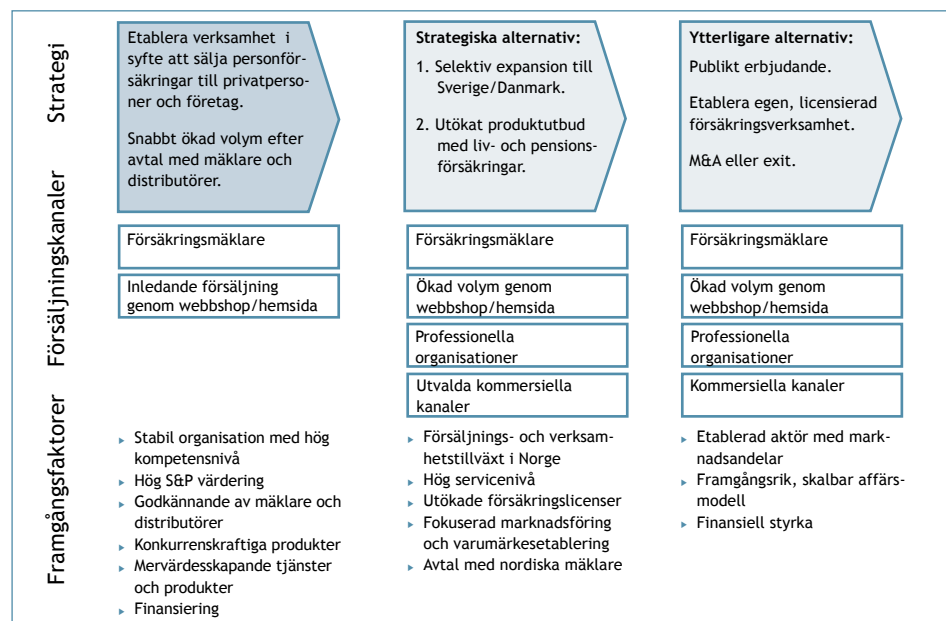 Strategi
Etablera verksamhet i
syfte att sälja personför-
säkringar till privatperso-
ner och företag.
Snabbt ökad volym efter
avtal med mäklare och
distributörer.
Strategiska alternativ:
1. Selektiv expansion till
Sverige/Danmark.
2. Utökat produktutbud
med liv- och pensions-
försäkringar.
Ytterligare alternativ:
Publikt erbjudande.
Etablera egen, licensierad
försäkringsverksamhet.
M&A eller exit.
Försäljningskanaler
Försäkringsmäklare
Inledande försäljning
genom webbshop/hemsida
Försäkringsmäklare
Ökad volym genom
webbshop/hemsida
Professionella
organisationer
Utvalda kommersiella
kanaler
Försäkringsmäklare
Ökad volym genom
webbshop/hemsida
Professionella
organisationer
Kommersiella kanaler
Framgångsfaktorer
▸ Stabil organisation med hög
kompetensnivå
▸ Hög S&P värdering
▸ Godkännande av mäklare och
distributörer
▸ Konkurrenskraftiga produkter
▸ Mervärdesskapande tjänster
och produkter
▸ Finansiering
▸ Försäljnings- och verksam-
hetstillväxt i Norge
▸ Hög servicenivå
▸ Utökade försäkringslicenser
▸ Fokuserad marknadsföring
och varumärkesetablering
▸ Avtal med nordiska mäklare
▸ Etablerad aktör med mark-
nadsandelar
▸ Framgångsrik, skalbar affärs-
modell
▸ Finansiell styrka